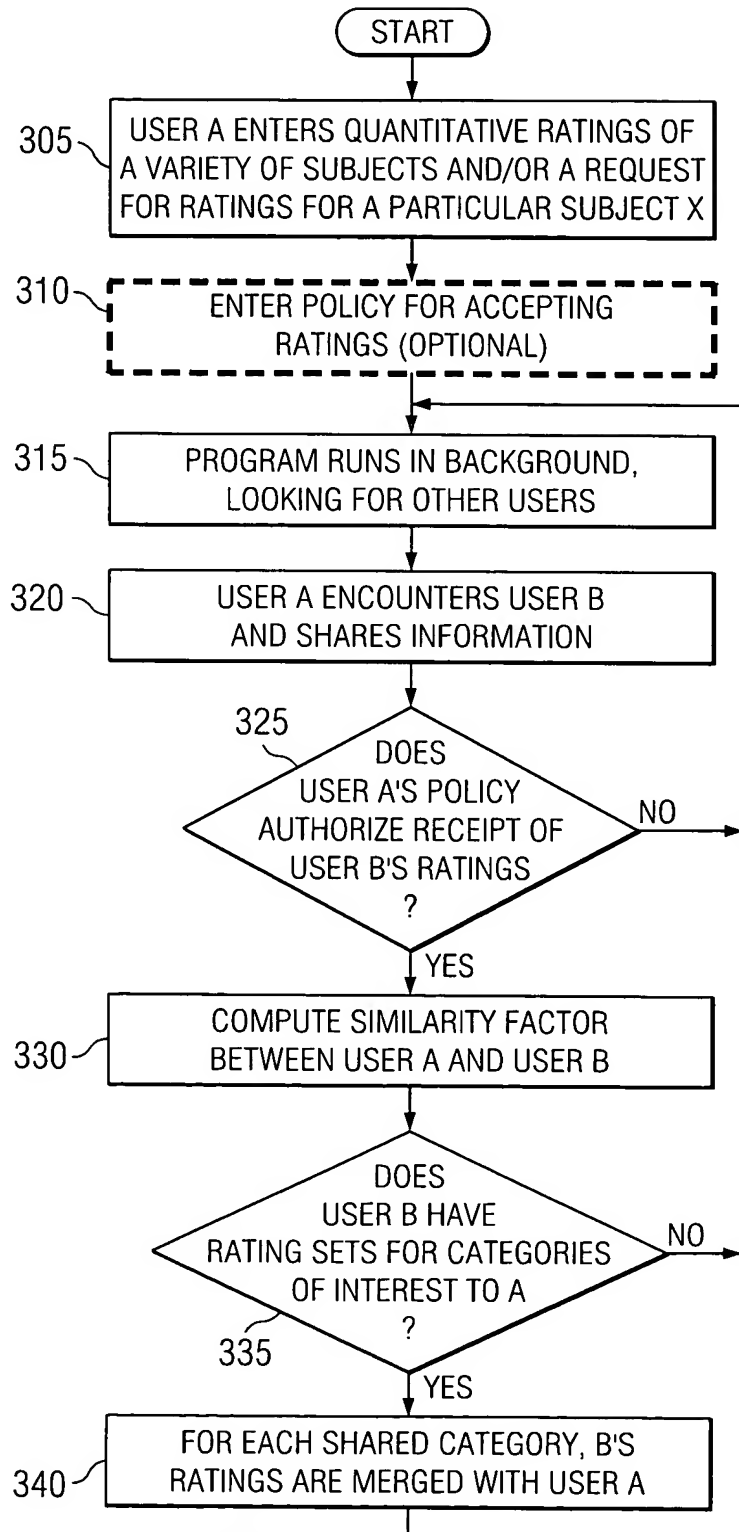 START
305
USER A ENTERS QUANTITATIVE RATINGS OF
A VARIETY OF SUBJECTS AND/OR A REQUEST
FOR RATINGS FOR A PARTICULAR SUBJECT X
310
ENTER POLICY FOR ACCEPTING
RATINGS (OPTIONAL)
315
PROGRAM RUNS IN BACKGROUND,
LOOKING FOR OTHER USERS
320
USER A ENCOUNTERS USER B
AND SHARES INFORMATION
325
DOES
USER A'S POLICY
AUTHORIZE RECEIPT OF
USER B'S RATINGS
?
NO
YES
330
COMPUTE SIMILARITY FACTOR
BETWEEN USER A AND USER B
DOES
USER B HAVE
RATING SETS FOR CATEGORIES
OF INTEREST TO A
?
NO
335
YES
340
FOR EACH SHARED CATEGORY, B'S
RATINGS ARE MERGED WITH USER A